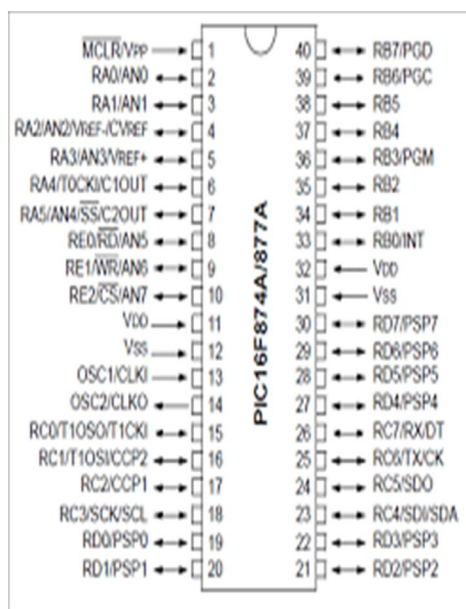 MCLR/VPP 1 40 RB7/PGD
RA0/AN0 2 39 RB6/PGC
RA1/AN1 3 38 RB5
RA2/AN2/VREF-/CVREF 4 37 RB4
RA3/AN3/VREF+ 5 36 RB3/PGM
RA4/T0CKI/C1OUT 6 35 RB2
RA5/AN4/SS/C2OUT 7 34 RB1
RE0/RD/AN5 8 33 RB0/INT
RE1/WR/AN6 9 32 VDD
RE2/CS/AN7 10 31 VSS
VDD 11 30 RD7/PSP7
VSS 12 29 RD6/PSP6
OSC1/CLKI 13 28 RD5/PSP5
OSC2/CLKO 14 27 RD4/PSP4
RC0/T1OSO/T1CKI 15 26 RC7/RX/DT
RC1/T1OSI/CCP2 16 25 RC6/TX/CK
RC2/CCP1 17 24 RC5/SDO
RC3/SCK/SCL 18 23 RC4/SDI/SDA
RD0/PSP0 19 22 RD3/PSP3
RD1/PSP1 20 21 RD2/PSP2
PIC16F874A/877A